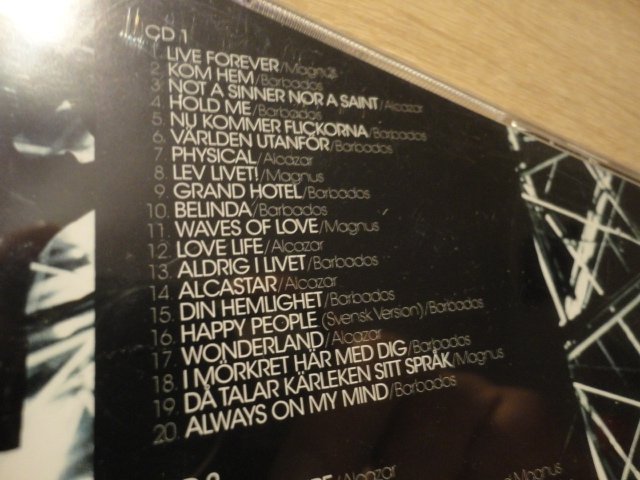 CD 1
1. LIVE FOREVER/Magnus
2. KOM HEM/Barbados
3. NOT A SINNER NOR A SAINT/Alcazar
4. HOLD ME/Barbados
5. NU KOMMER FLICKORNA/Barbados
6. VÄRLDEN UTANFÖR/Barbados
7. PHYSICAL/Alcazar
8. LEV LIVET!/Magnus
9. GRAND HOTEL/Barbados
10. BELINDA/Barbados
11. WAVES OF LOVE/Magnus
12. LOVE LIFE/Alcazar
13. ALDRIG I LIVET/Barbados
14. ALCASTAR/Alcazar
15. DIN HEMLIGHET/Barbados
16. HAPPY PEOPLE (Svensk Version)/Barbados
17. WONDERLAND/Alcazar
18. I MÖRKRET HÄR MED DIG/Barbados
19. DÅ TALAR KÄRLEKEN SITT SPRÅK/Magnus
20. ALWAYS ON MY MIND/Barbados
/Alcazar
/Magnus